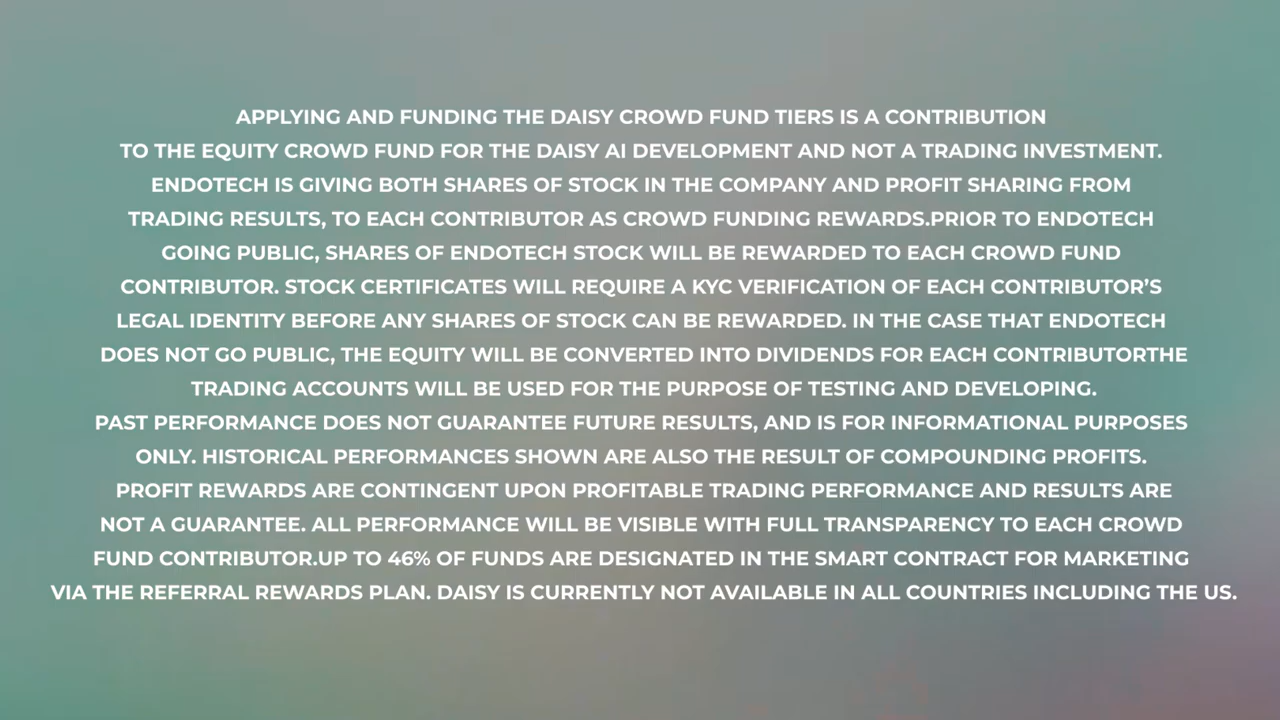 APPLYING AND FUNDING THE DAISY CROWD FUND TIERS IS A CONTRIBUTION
TO THE EQUITY CROWD FUND FOR THE DAISY AI DEVELOPMENT AND NOT A TRADING INVESTMENT.
ENDOTECH IS GIVING BOTH SHARES OF STOCK IN THE COMPANY AND PROFIT SHARING FROM
TRADING RESULTS, TO EACH CONTRIBUTOR AS CROWD FUNDING REWARDS.PRIOR TO ENDOTECH
GOING PUBLIC, SHARES OF ENDOTECH STOCK WILL BE REWARDED TO EACH CROWD FUND
CONTRIBUTOR. STOCK CERTIFICATES WILL REQUIRE A KYC VERIFICATION OF EACH CONTRIBUTOR’S
LEGAL IDENTITY BEFORE ANY SHARES OF STOCK CAN BE REWARDED. IN THE CASE THAT ENDOTECH
DOES NOT GO PUBLIC, THE EQUITY WILL BE CONVERTED INTO DIVIDENDS FOR EACH CONTRIBUTORTHE
TRADING ACCOUNTS WILL BE USED FOR THE PURPOSE OF TESTING AND DEVELOPING.
PAST PERFORMANCE DOES NOT GUARANTEE FUTURE RESULTS, AND IS FOR INFORMATIONAL PURPOSES
ONLY. HISTORICAL PERFORMANCES SHOWN ARE ALSO THE RESULT OF COMPOUNDING PROFITS.
PROFIT REWARDS ARE CONTINGENT UPON PROFITABLE TRADING PERFORMANCE AND RESULTS ARE
NOT A GUARANTEE. ALL PERFORMANCE WILL BE VISIBLE WITH FULL TRANSPARENCY TO EACH CROWD
FUND CONTRIBUTOR.UP TO 46% OF FUNDS ARE DESIGNATED IN THE SMART CONTRACT FOR MARKETING
VIA THE REFERRAL REWARDS PLAN. DAISY IS CURRENTLY NOT AVAILABLE IN ALL COUNTRIES INCLUDING THE US.